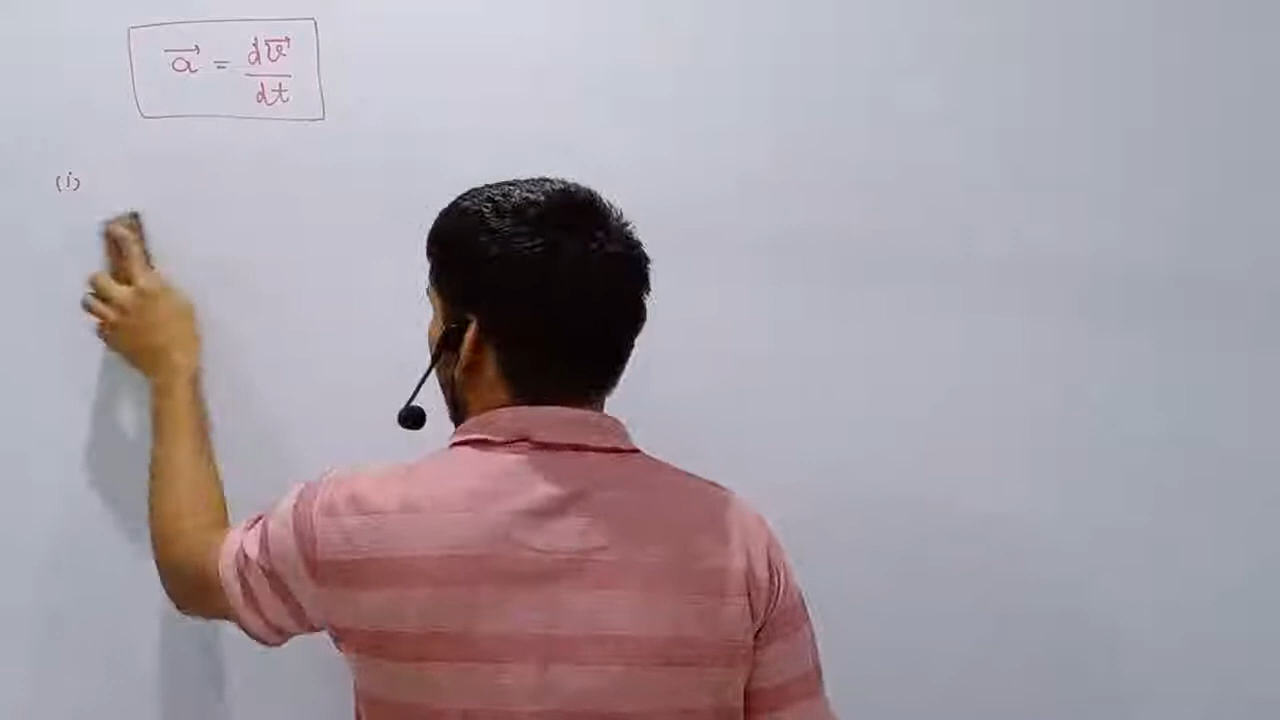 a⃗ = dv⃗/dt
(i)